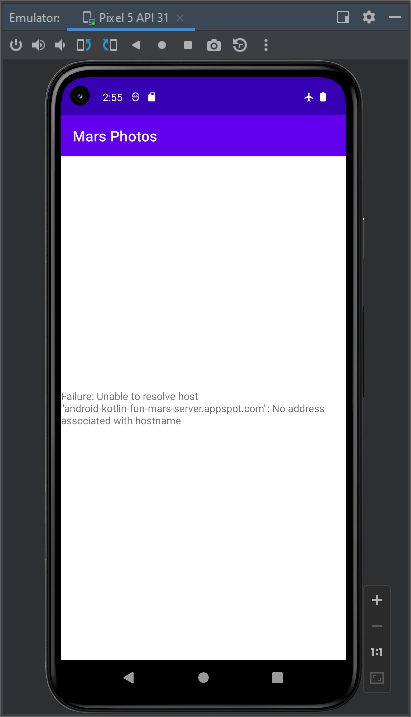 Emulator: Pixel 5 API 31
2:55
Mars Photos
Failure: Unable to resolve host
"android-kotlin-fun-mars-server.appspot.com": No address
associated with hostname
1:1